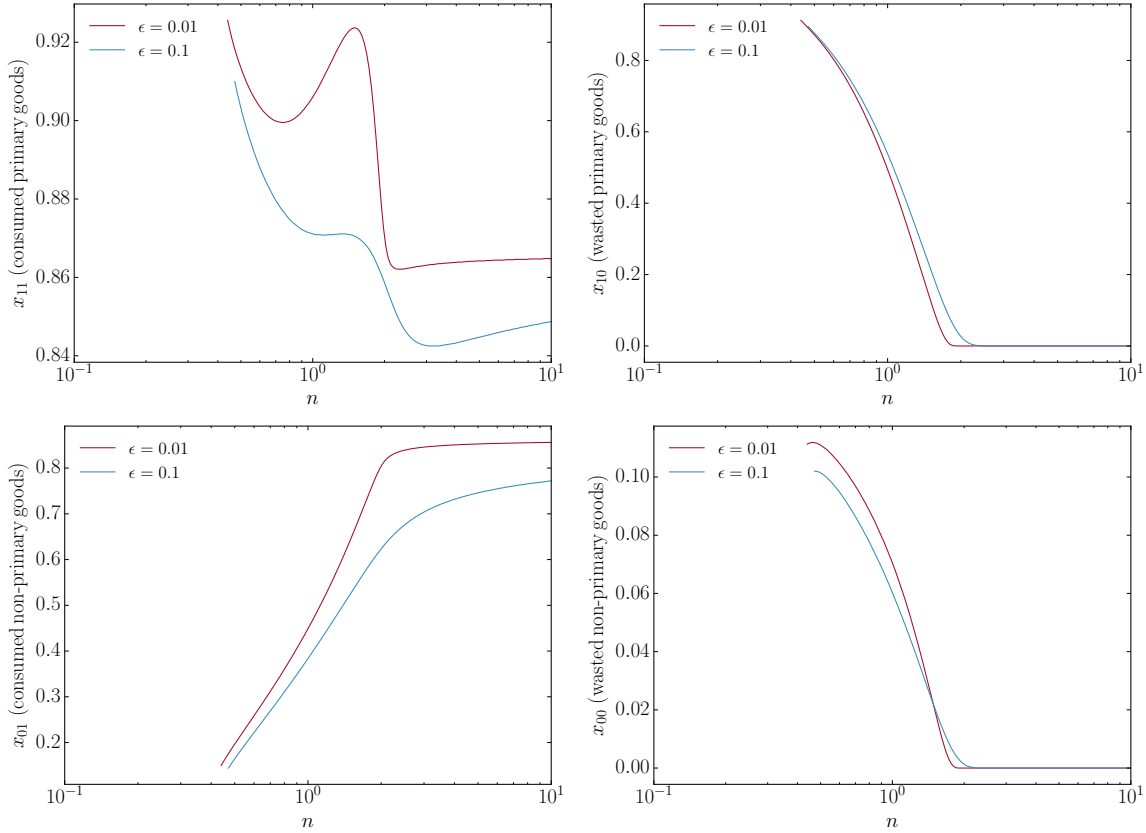 x₁₁ (consumed primary goods)
0.92
0.90
0.88
0.86
0.84
ϵ = 0.01
ϵ = 0.1
10⁻¹
10⁰
10¹
n
x₁₀ (wasted primary goods)
0.8
0.6
0.4
0.2
0.0
ϵ = 0.01
ϵ = 0.1
10⁻¹
10⁰
10¹
n
x₀₁ (consumed non-primary goods)
0.8
0.7
0.6
0.5
0.4
0.3
0.2
ϵ = 0.01
ϵ = 0.1
10⁻¹
10⁰
10¹
n
x₀₀ (wasted non-primary goods)
0.10
0.08
0.06
0.04
0.02
0.00
ϵ = 0.01
ϵ = 0.1
10⁻¹
10⁰
10¹
n